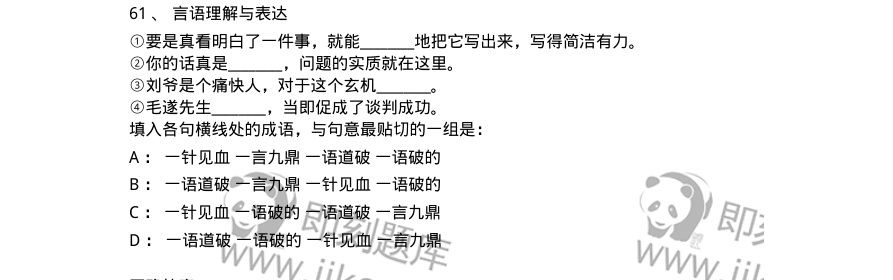 61 、 言语理解与表达
①要是真看明白了一件事，就能______地把它写出来，写得简洁有力。
②你的话真是______，问题的实质就在这里。
③刘爷是个痛快人，对于这个玄机______。
④毛遂先生______，当即促成了谈判成功。
填入各句横线处的成语，与句意最贴切的一组是：
A ： 一针见血 一言九鼎 一语道破 一语破的
B ： 一语道破 一言九鼎 一针见血 一语破的
C ： 一针见血 一语破的 一语道破 一言九鼎
D ： 一语道破 一语破的 一针见血 一言九鼎
即刻题库
即刻
www.jik
www.